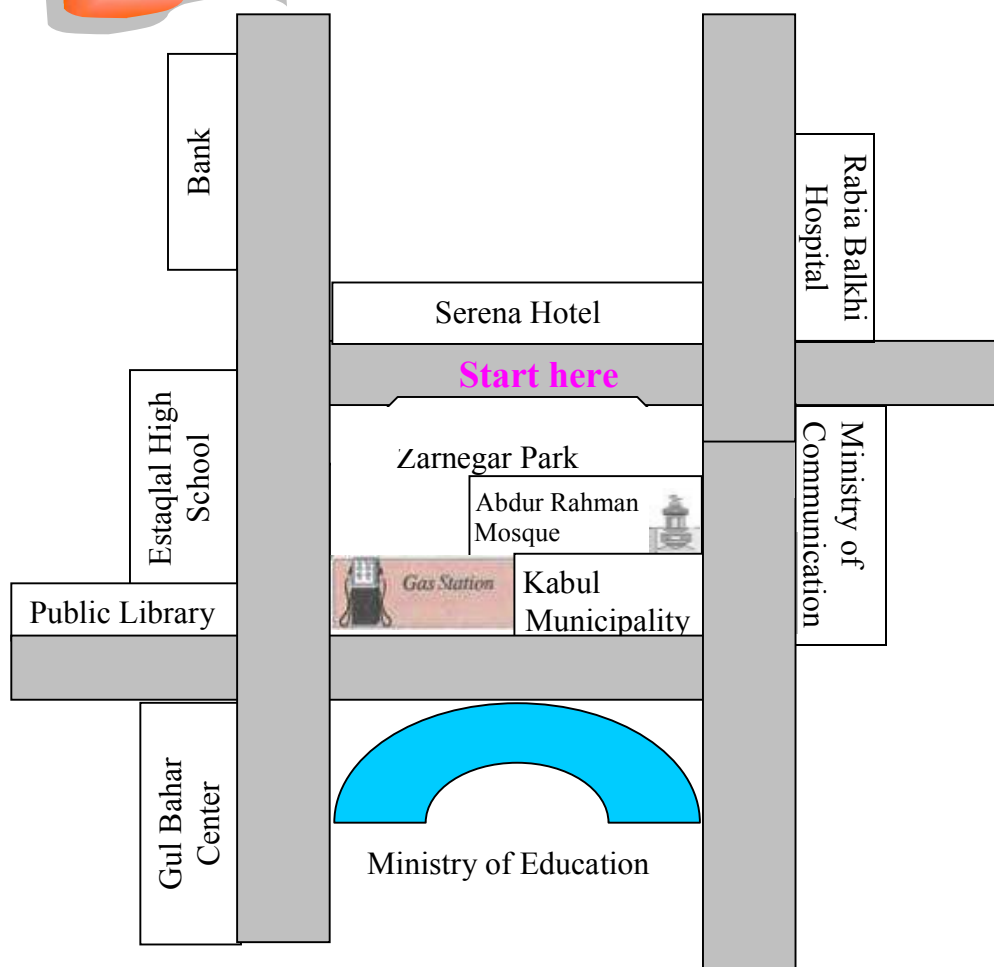 Bank
Rabia Balkhi
Hospital
Serena Hotel
Start here
Estaqlal High
School
Zarnegar Park
Ministry of
Communication
Abdur Rahman
Mosque
Gas Station
Kabul
Municipality
Public Library
Gul Bahar
Center
Ministry of Education